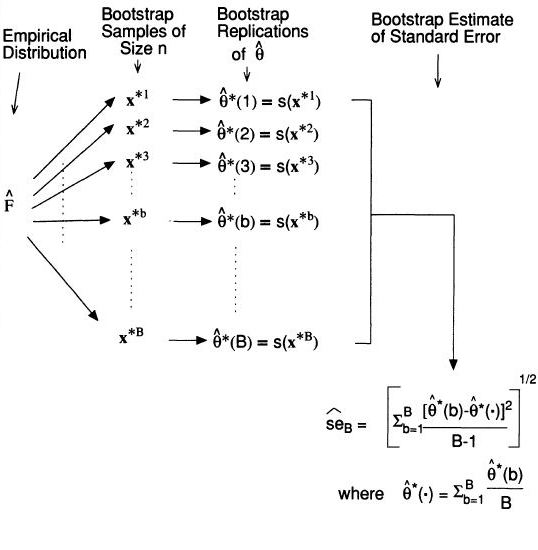 Empirical
Distribution
Bootstrap
Samples of
Size n
Bootstrap
Replications
of θ̂
Bootstrap Estimate
of Standard Error
F̂
x*1 → θ̂*(1) = s(x*1)
x*2 → θ̂*(2) = s(x*2)
x*3 → θ̂*(3) = s(x*3)
x*b → θ̂*(b) = s(x*b)
x*B → θ̂*(B) = s(x*B)
ŝe_B = [Σ_{b=1}^{B} [θ̂*(b)-θ̂*(·)]² / B-1]^{1/2}
where θ̂*(·) = Σ_{b=1}^{B} θ̂*(b) / B